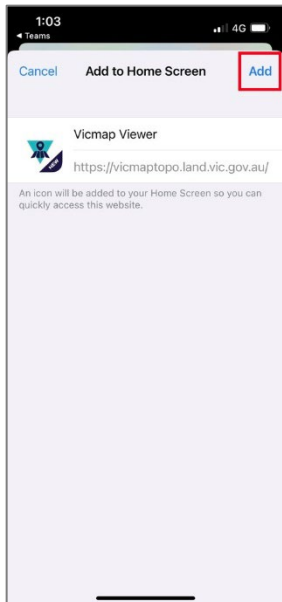 1:03
4G
◀ Teams
Cancel
Add to Home Screen
Add
Vicmap Viewer
NEW
https://vicmaptopo.land.vic.gov.au/
An icon will be added to your Home Screen so you can
quickly access this website.